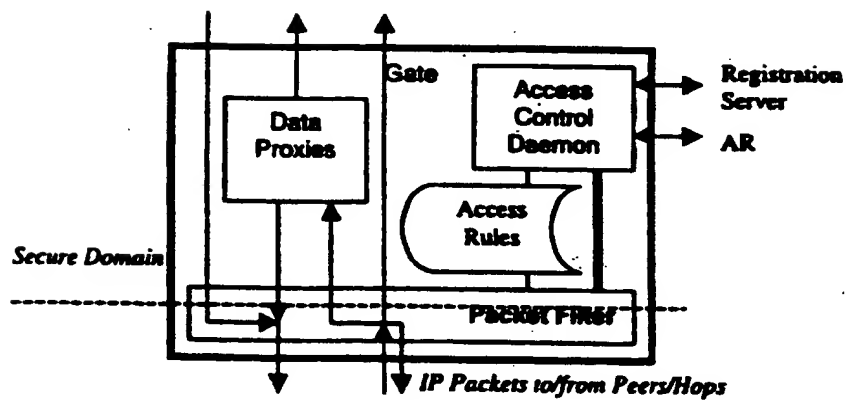 Gate
Registration
Server
AR
Access
Control
Daemon
Data
Proxies
Access
Rules
Secure Domain
Packet Filter
IP Packets to/from Peers/Hops